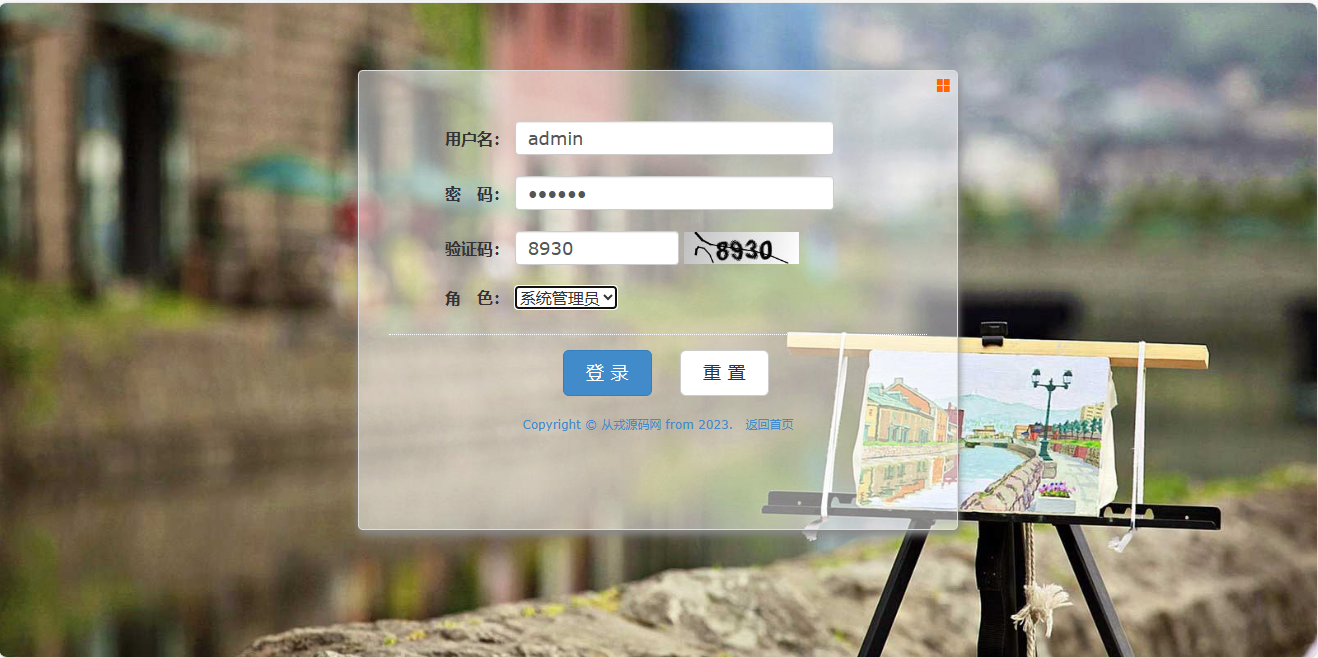 用户名： admin
密 码： ••••••
验证码： 8930 8930
角 色： 系统管理员
登 录 重 置
Copyright © 从戎源码网 from 2023. 返回首页